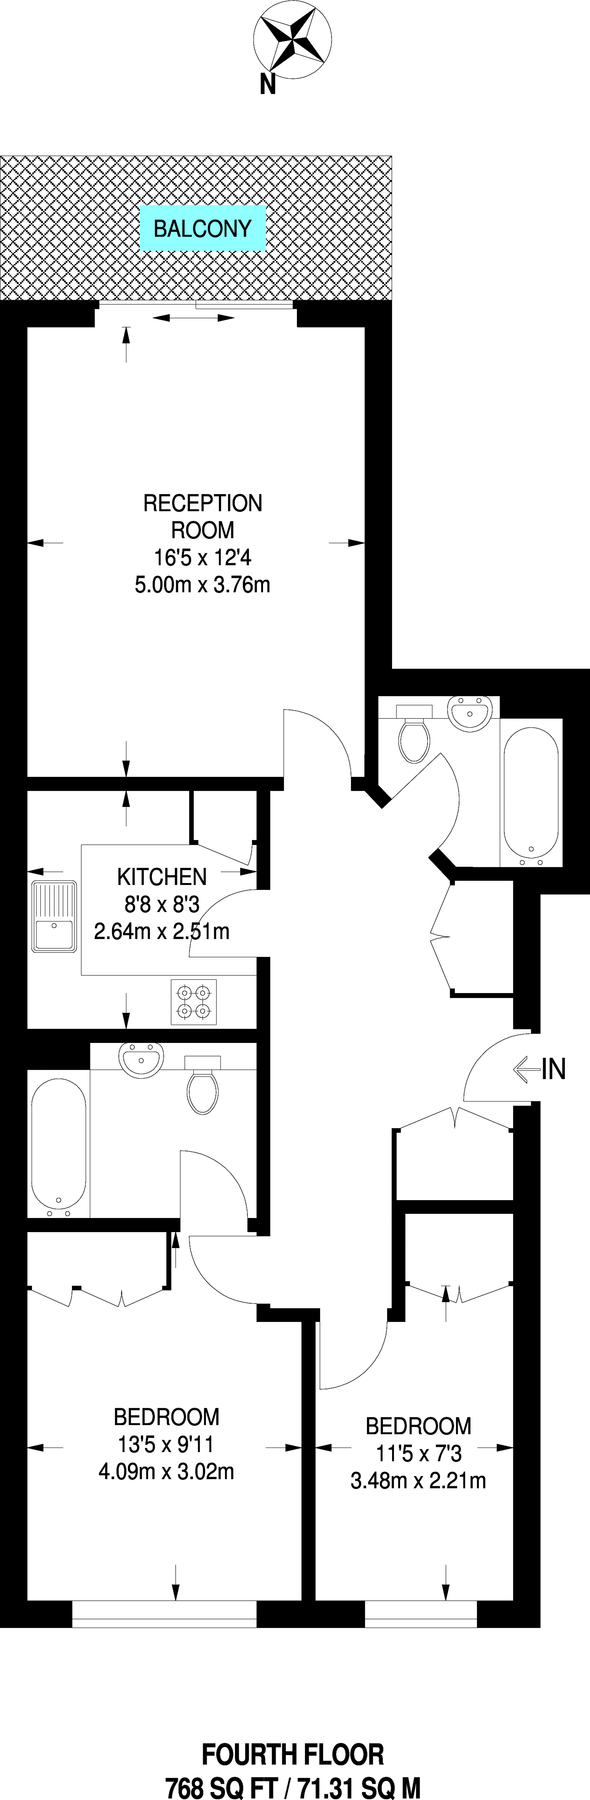 N
BALCONY
RECEPTION
ROOM
16'5 x 12'4
5.00m x 3.76m
KITCHEN
8'8 x 8'3
2.64m x 2.51m
IN
BEDROOM
13'5 x 9'11
4.09m x 3.02m
BEDROOM
11'5 x 7'3
3.48m x 2.21m
FOURTH FLOOR
768 SQ FT / 71.31 SQ M